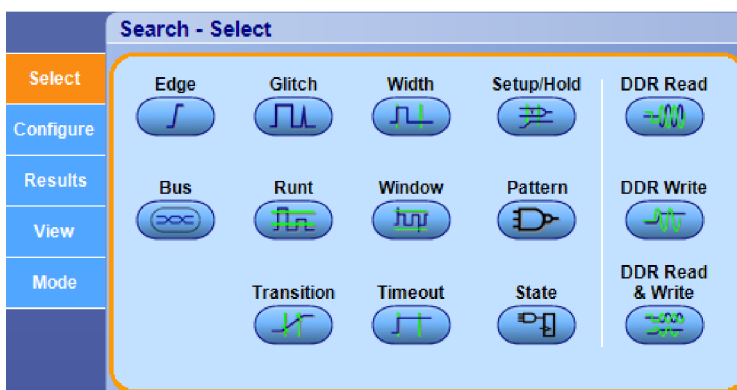 Search - Select
Select
Configure
Results
View
Mode
Edge
Glitch
Width
Setup/Hold
DDR Read
Bus
Runt
Window
Pattern
DDR Write
Transition
Timeout
State
DDR Read
& Write